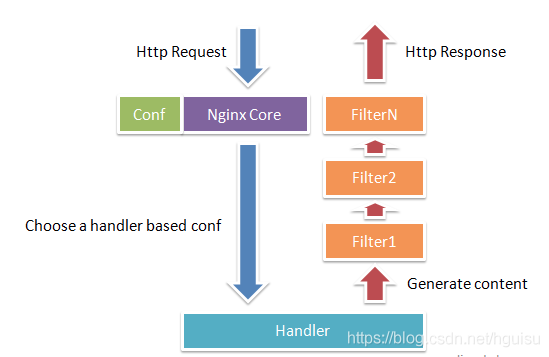 Http Request
Http Response
Conf
Nginx Core
FilterN
Filter2
Choose a handler based conf
Filter1
Generate content
Handler
https://blog.csdn.net/nguisu